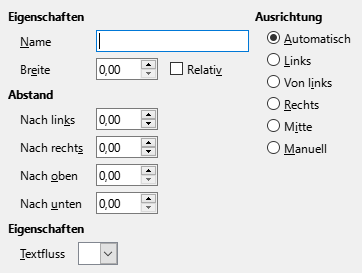 Eigenschaften
Name
Breite 0,00 Relativ
Abstand
Nach links 0,00
Nach rechts 0,00
Nach oben 0,00
Nach unten 0,00
Eigenschaften
Textfluss
Ausrichtung
Automatisch
Links
Von links
Rechts
Mitte
Manuell